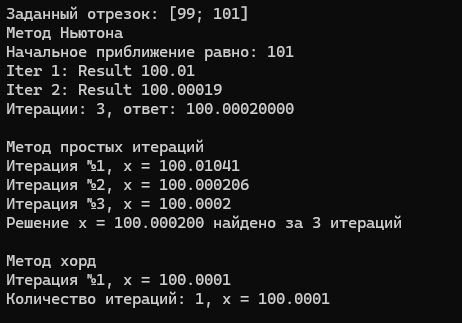 Заданный отрезок: [99; 101]
Метод Ньютона
Начальное приближение равно: 101
Iter 1: Result 100.01
Iter 2: Result 100.00019
Итерации: 3, ответ: 100.00020000
Метод простых итераций
Итерация №1, x = 100.01041
Итерация №2, x = 100.000206
Итерация №3, x = 100.0002
Решение x = 100.000200 найдено за 3 итераций
Метод хорд
Итерация №1, x = 100.0001
Количество итераций: 1, x = 100.0001